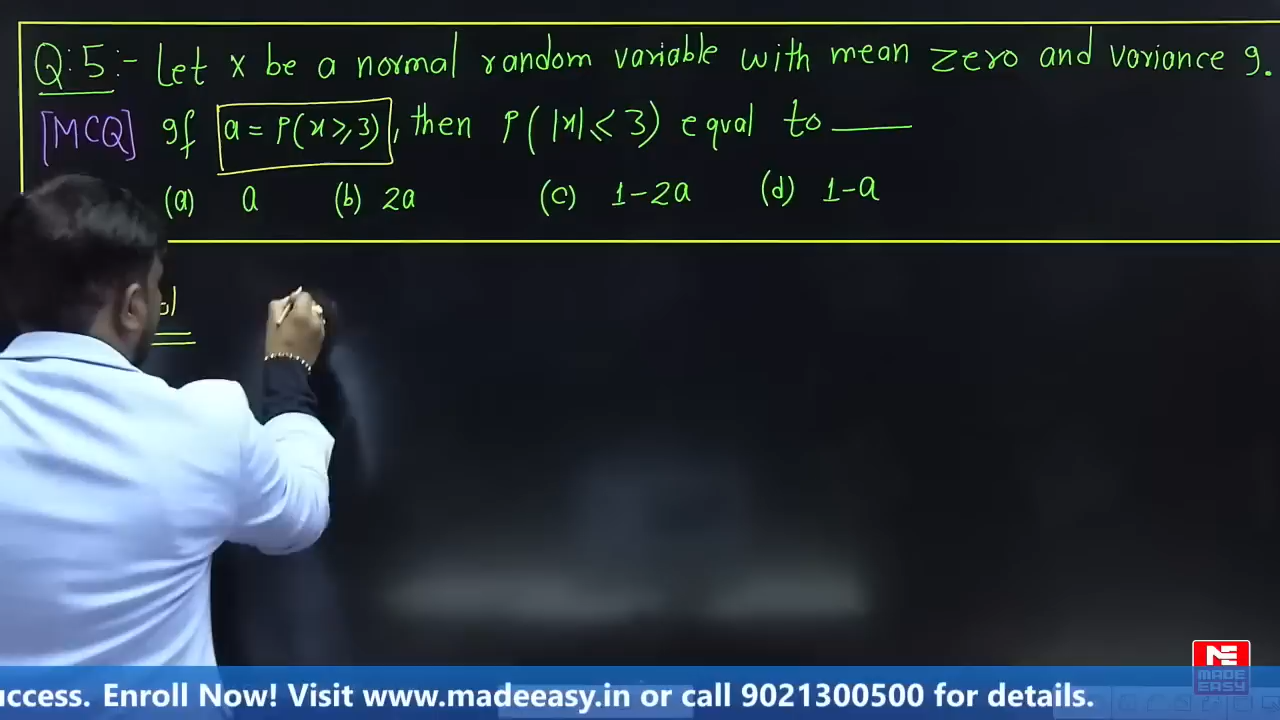 Q:5:- Let x be a normal random variable with mean zero and variance 9.
[MCQ] If a = P(x ≥ 3), then P(|x| ≤ 3) equal to ____
(a) a (b) 2a (c) 1-2a (d) 1-a
ol
NE
MADE EASY
uccess. Enroll Now! Visit www.madeeasy.in or call 9021300500 for details.